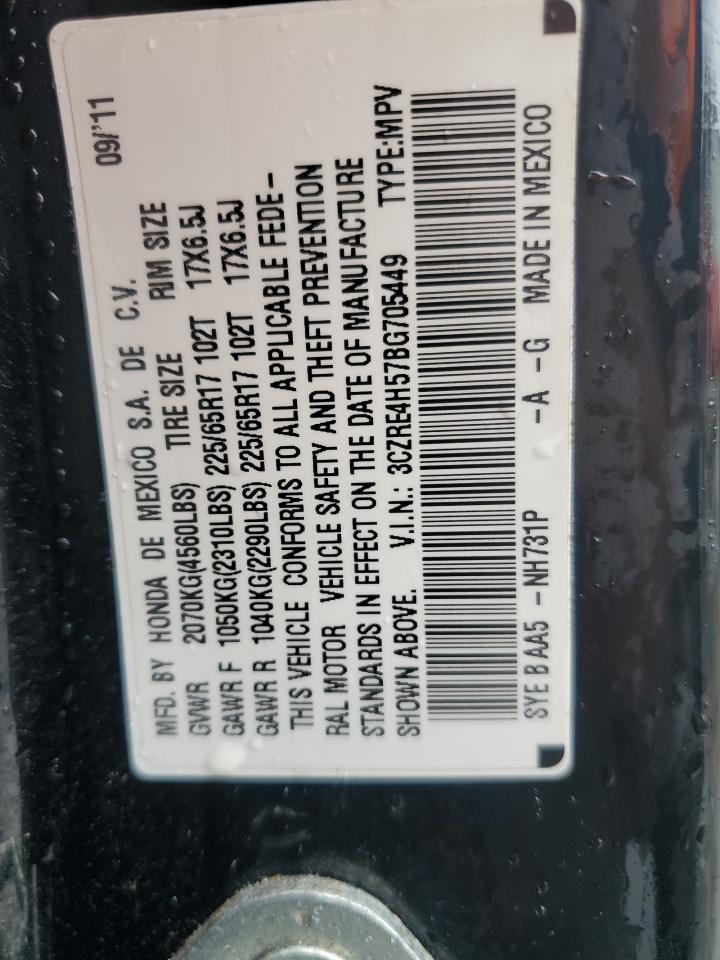 MFD. BY HONDA DE MEXICO S.A. DE C.V. 09/'11
GVWR 2070KG(4560LBS) TIRE SIZE RIM SIZE
GAWR F 1050KG(2310LBS) 225/65R17 102T 17X6.5J
GAWR R 1040KG(2290LBS) 225/65R17 102T 17X6.5J
THIS VEHICLE CONFORMS TO ALL APPLICABLE FEDE-
RAL MOTOR VEHICLE SAFETY AND THEFT PREVENTION
STANDARDS IN EFFECT ON THE DATE OF MANUFACTURE
SHOWN ABOVE. V.I.N.: 3CZRE4H57BG705449 TYPE:MPV
SYE B AA5 -NH731P -A -G MADE IN MEXICO